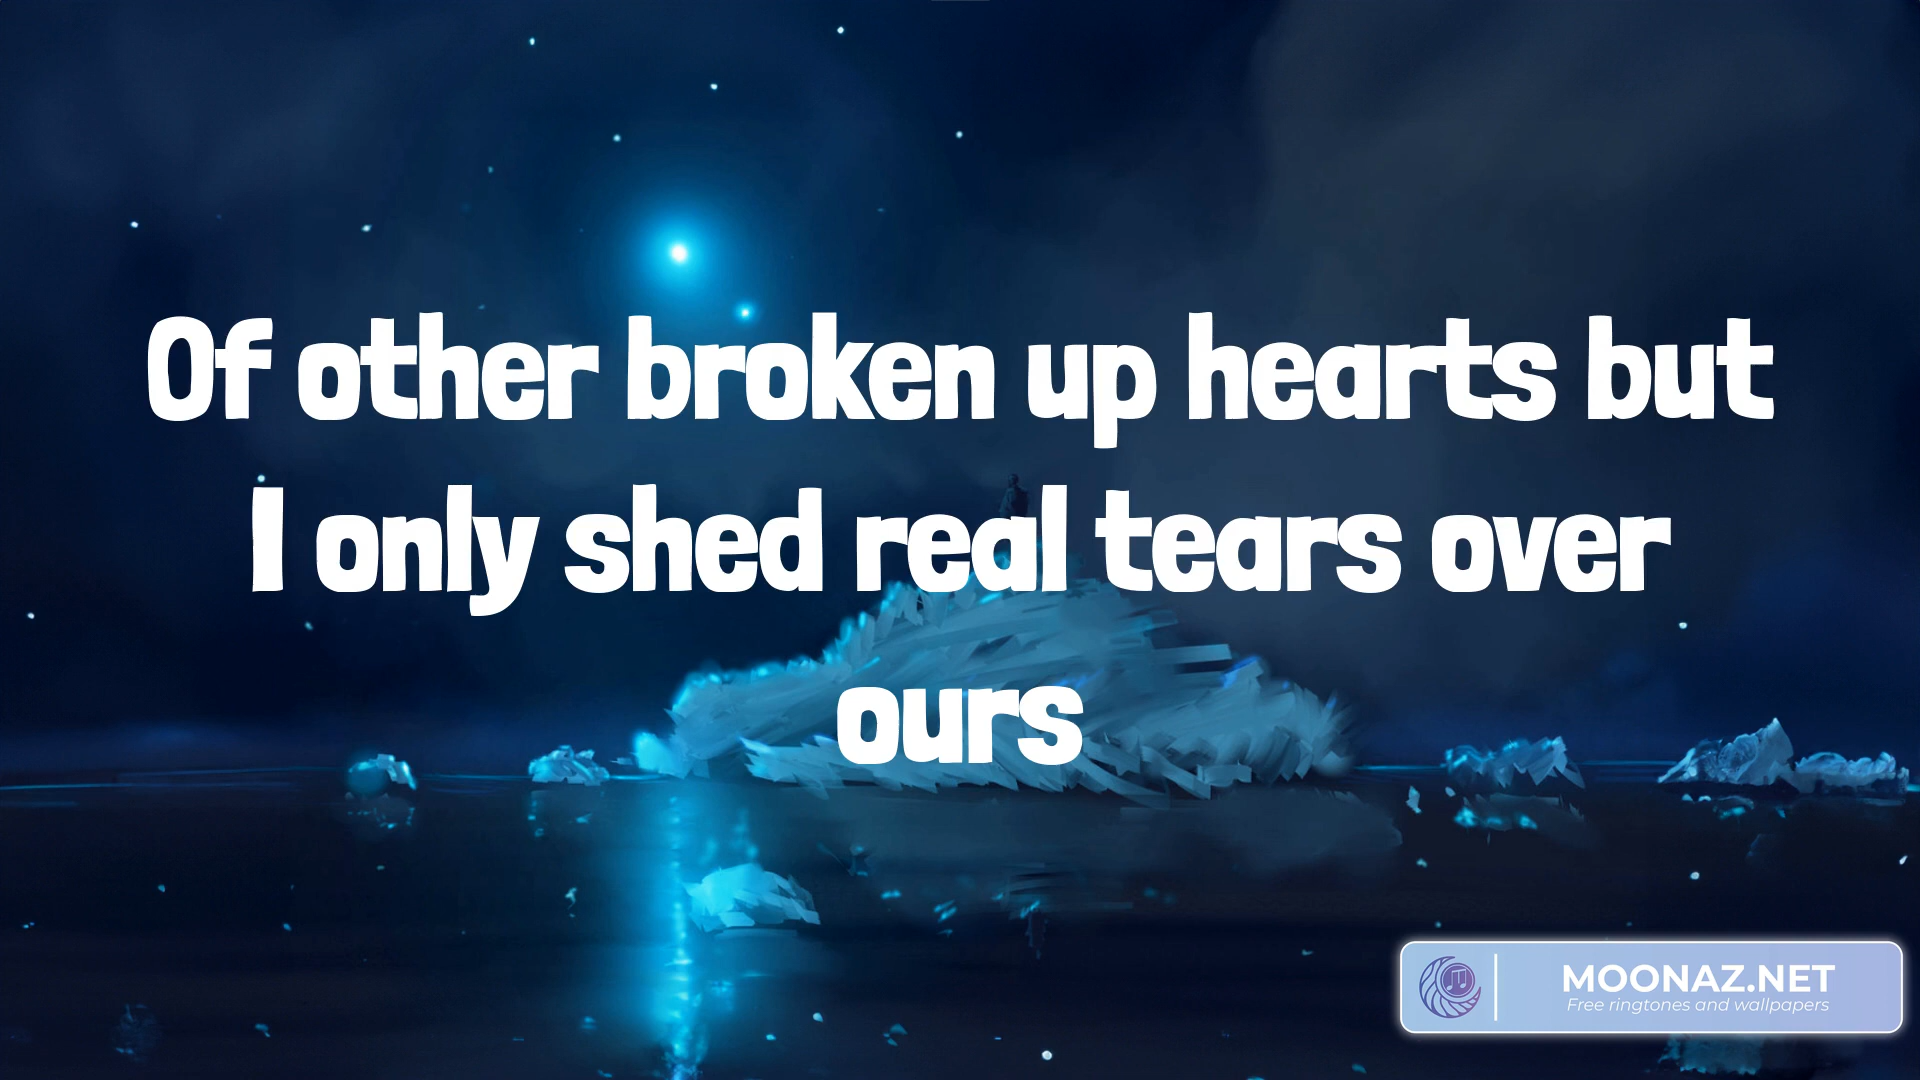 Of other broken up hearts but
I only shed real tears over
ours
MOONAZ.NET
Free ringtones and wallpapers